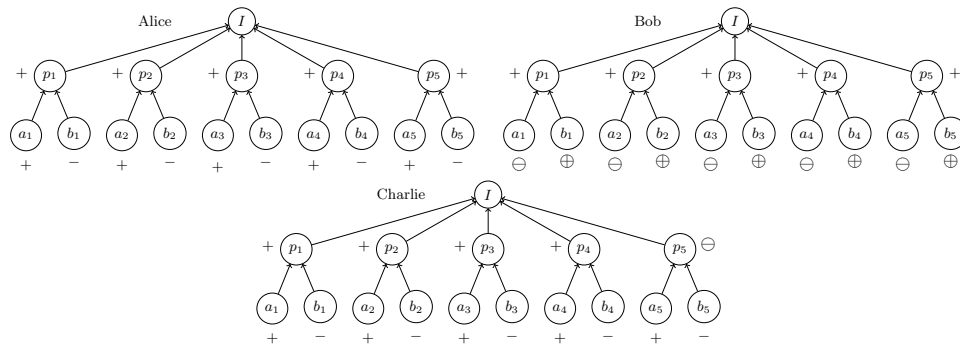 Alice I Bob I
+ p₁ + p₂ + p₃ + p₄ p₅ + + p₁ + p₂ + p₃ + p₄ p₅ +
a₁ b₁ a₂ b₂ a₃ b₃ a₄ b₄ a₅ b₅ a₁ b₁ a₂ b₂ a₃ b₃ a₄ b₄ a₅ b₅
+ − + − + − + − + − ⊖ ⊕ ⊖ ⊕ ⊖ ⊕ ⊖ ⊕ ⊖ ⊕
Charlie I
+ p₁ + p₂ + p₃ + p₄ p₅ ⊖
a₁ b₁ a₂ b₂ a₃ b₃ a₄ b₄ a₅ b₅
+ − + − + − + − + −